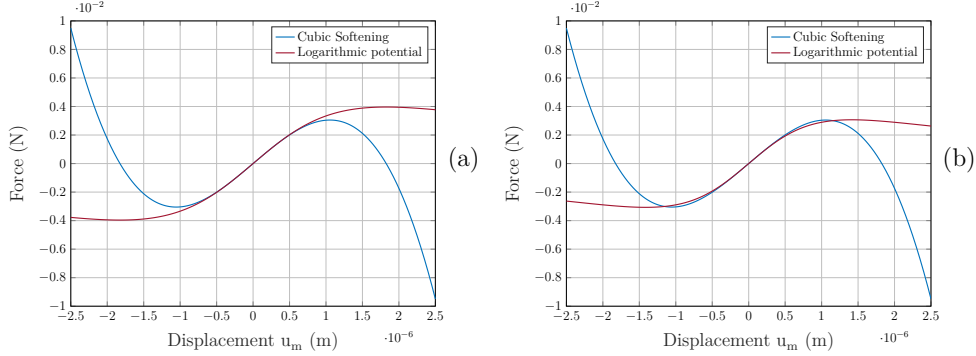 ·10⁻²
1
0.8
0.6
0.4
0.2
0
−0.2
−0.4
−0.6
−0.8
−1
−2.5 −2 −1.5 −1 −0.5 0 0.5 1 1.5 2 2.5
·10⁻⁶
Displacement uₘ (m)
Force (N)
Cubic Softening
Logarithmic potential
(a)
·10⁻²
1
0.8
0.6
0.4
0.2
0
−0.2
−0.4
−0.6
−0.8
−1
−2.5 −2 −1.5 −1 −0.5 0 0.5 1 1.5 2 2.5
·10⁻⁶
Displacement uₘ (m)
Force (N)
Cubic Softening
Logarithmic potential
(b)